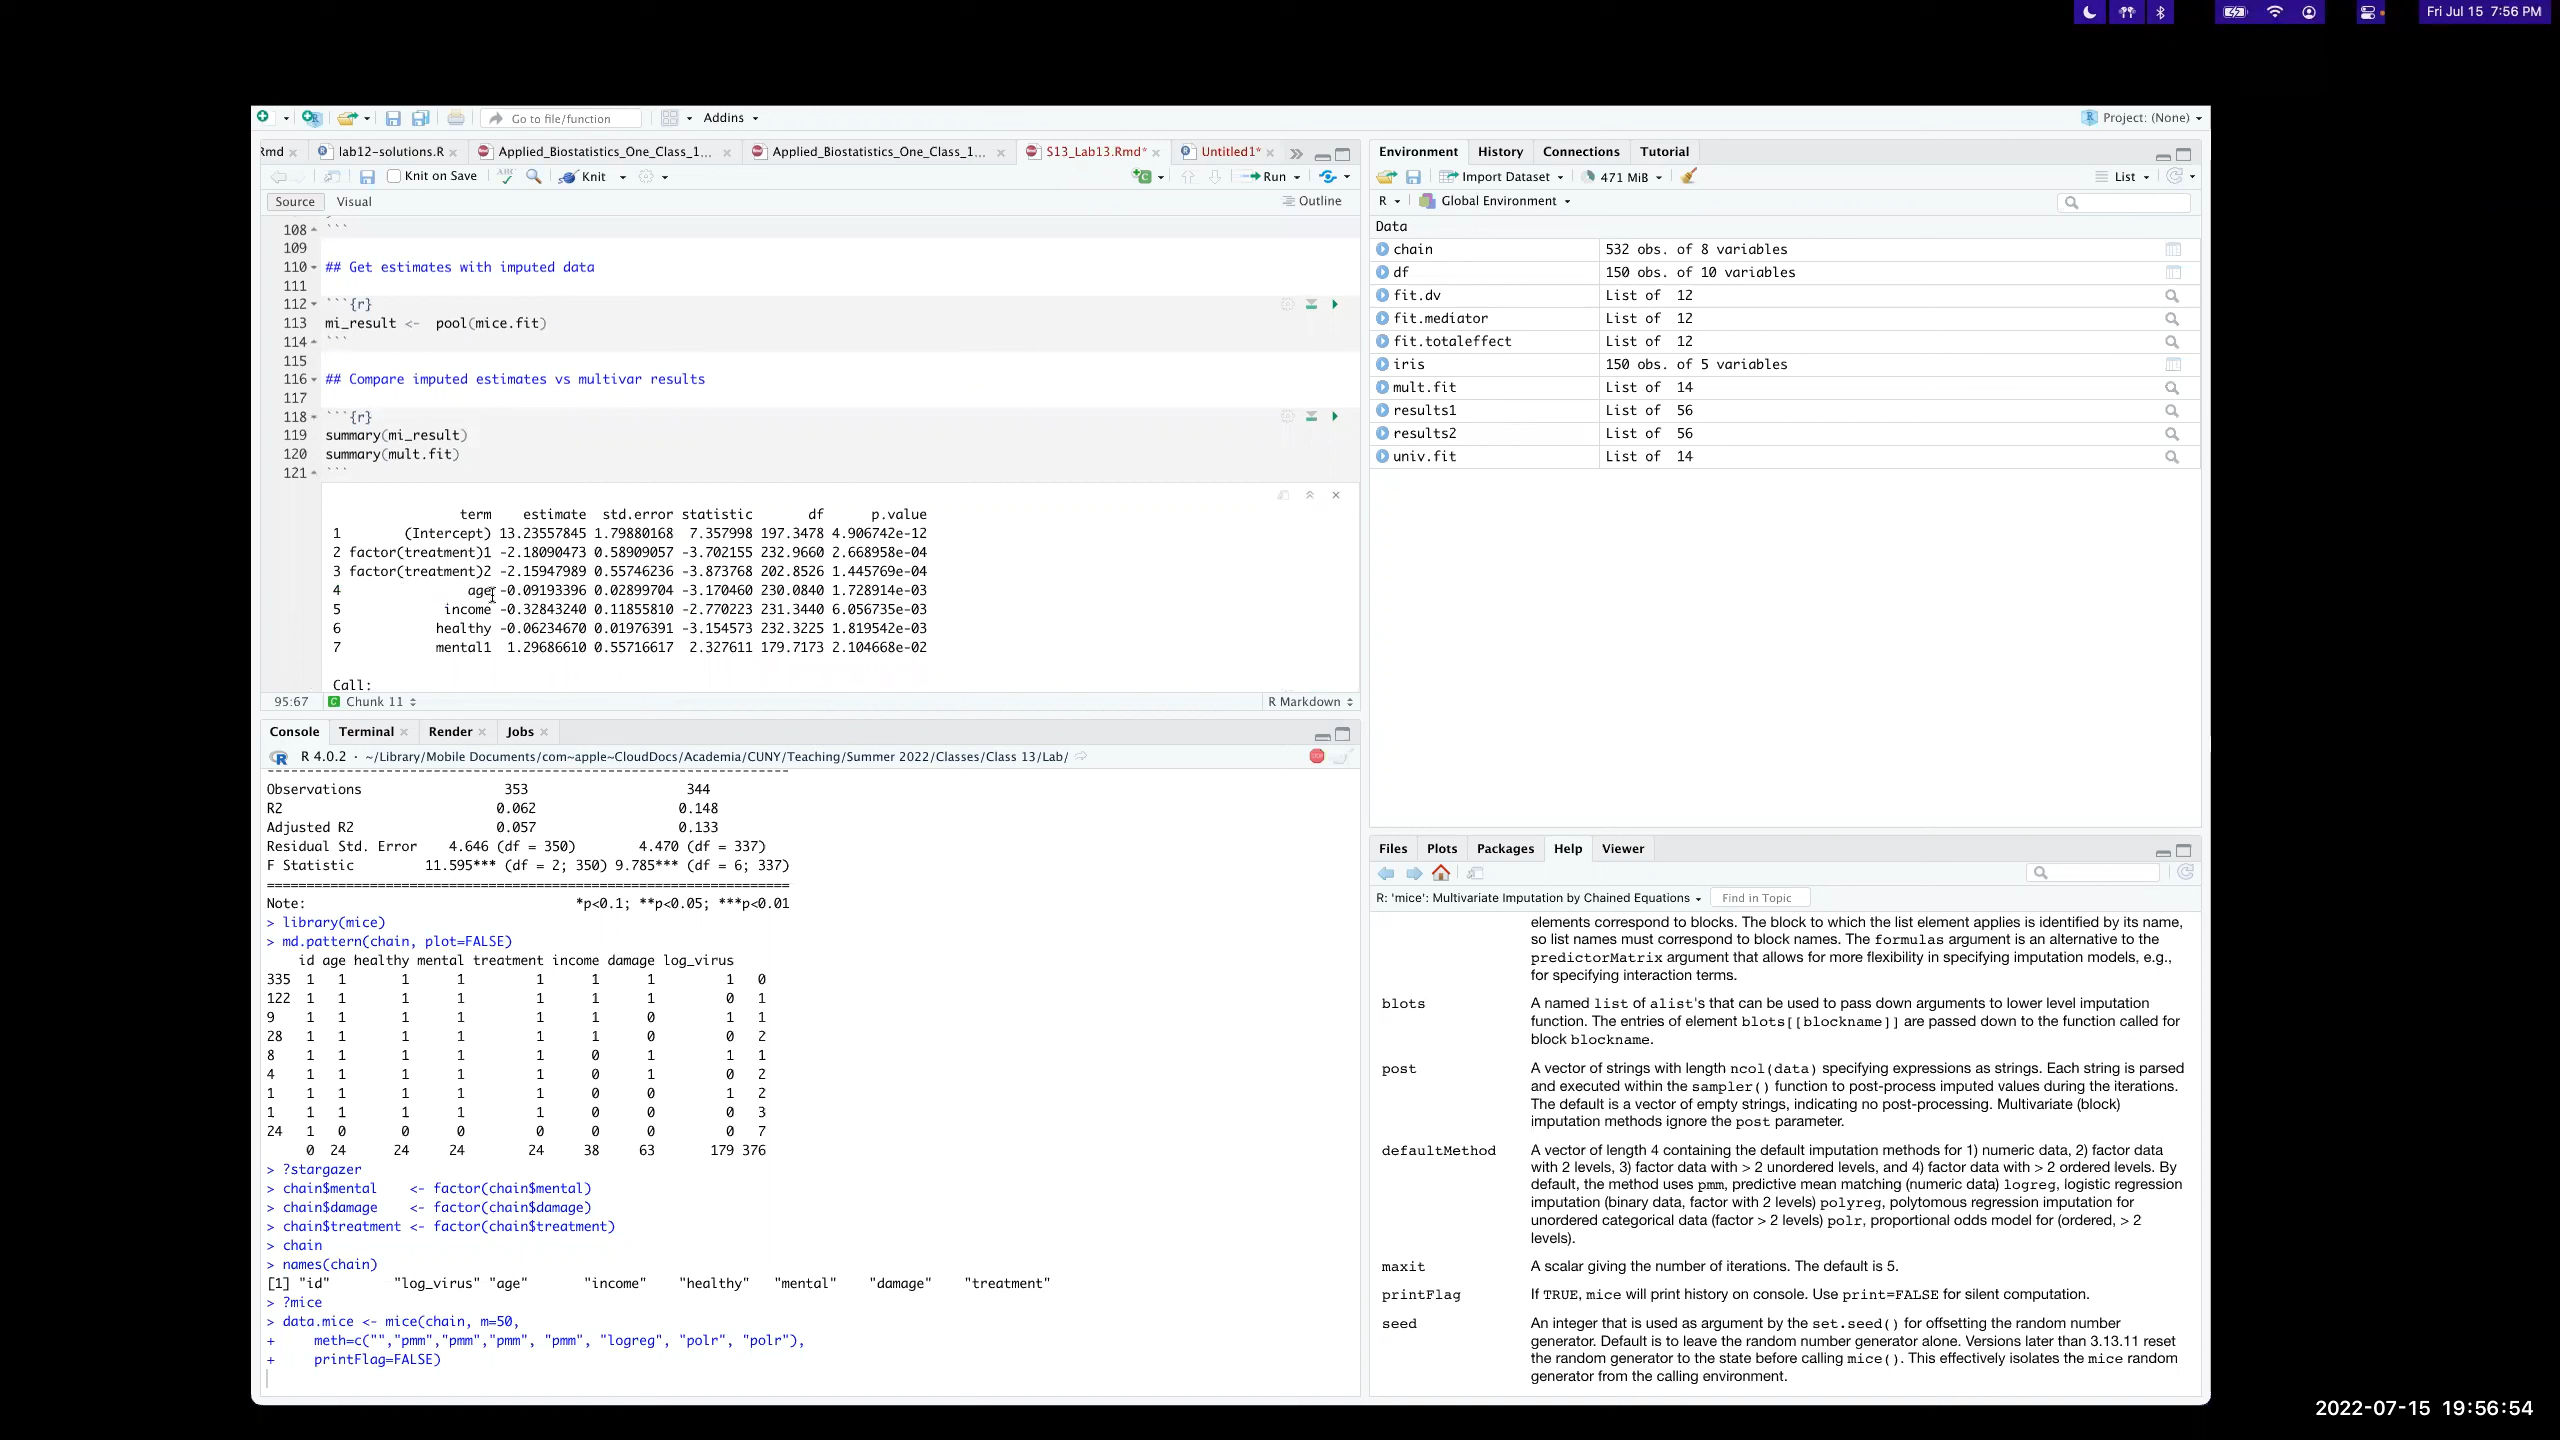 Fri Jul 15 7:56 PM
Go to file/function
Addins
Project: (None)
Rmd
lab12-solutions.R
Applied_Biostatistics_One_Class_1...
Applied_Biostatistics_One_Class_1...
S13_Lab13.Rmd*
Untitled1*
Knit on Save
ABC
Knit
Run
Source
Visual
Outline
108 ```
109
110 ## Get estimates with imputed data
111
112 ```{r}
113 mi_result <-  pool(mice.fit)
114 ```
115
116 ## Compare imputed estimates vs multivar results
117
118 ```{r}
119 summary(mi_result)
120 summary(mult.fit)
121 ```
term estimate std.error statistic df p.value
1 (Intercept) 13.23557845 1.79880168 7.357998 197.3478 4.906742e-12
2 factor(treatment)1 -2.18090473 0.58909057 -3.702155 232.9660 2.668958e-04
3 factor(treatment)2 -2.15947989 0.55746236 -3.873768 202.8526 1.445769e-04
4 age -0.09193396 0.02899704 -3.170460 230.0840 1.728914e-03
5 income -0.32843240 0.11855810 -2.770223 231.3440 6.056735e-03
6 healthy -0.06234670 0.01976391 -3.154573 232.3225 1.819542e-03
7 mental1 1.29686610 0.55716617 2.327611 179.7173 2.104668e-02
Call:
95:67
Chunk 11
R Markdown
Console
Terminal
Render
Jobs
R 4.0.2 · ~/Library/Mobile Documents/com~apple~CloudDocs/Academia/CUNY/Teaching/Summer 2022/Classes/Class 13/Lab/
Observations 353 344
R2 0.062 0.148
Adjusted R2 0.057 0.133
Residual Std. Error 4.646 (df = 350) 4.470 (df = 337)
F Statistic 11.595*** (df = 2; 350) 9.785*** (df = 6; 337)
==================================================================
Note: *p<0.1; **p<0.05; ***p<0.01
> library(mice)
> md.pattern(chain, plot=FALSE)
id age healthy mental treatment income damage log_virus
335 1 1 1 1 1 1 1 1 0
122 1 1 1 1 1 1 1 0 1
9 1 1 1 1 1 1 0 1 1
28 1 1 1 1 1 1 0 0 2
8 1 1 1 1 1 0 1 1 1
4 1 1 1 1 1 0 1 0 2
1 1 1 1 1 1 0 0 1 2
1 1 1 1 1 1 0 0 0 3
24 1 0 0 0 0 0 0 0 7
0 24 24 24 24 38 63 179 376
> ?stargazer
> chain$mental    <- factor(chain$mental)
> chain$damage    <- factor(chain$damage)
> chain$treatment <- factor(chain$treatment)
> chain
> names(chain)
[1] "id" "log_virus" "age" "income" "healthy" "mental" "damage" "treatment"
> ?mice
> data.mice <- mice(chain, m=50,
+     meth=c("","pmm","pmm","pmm", "pmm", "logreg", "polr", "polr"),
+     printFlag=FALSE)
Environment
History
Connections
Tutorial
Import Dataset
471 MiB
List
R
Global Environment
Data
chain 532 obs. of 8 variables
df 150 obs. of 10 variables
fit.dv List of  12
fit.mediator List of  12
fit.totaleffect List of  12
iris 150 obs. of 5 variables
mult.fit List of  14
results1 List of  56
results2 List of  56
univ.fit List of  14
Files
Plots
Packages
Help
Viewer
R: 'mice': Multivariate Imputation by Chained Equations
Find in Topic
elements correspond to blocks. The block to which the list element applies is identified by its name,
so list names must correspond to block names. The formulas argument is an alternative to the
predictorMatrix argument that allows for more flexibility in specifying imputation models, e.g.,
for specifying interaction terms.
blots A named list of alist's that can be used to pass down arguments to lower level imputation
function. The entries of element blots[[blockname]] are passed down to the function called for
block blockname.
post A vector of strings with length ncol(data) specifying expressions as strings. Each string is parsed
and executed within the sampler() function to post-process imputed values during the iterations.
The default is a vector of empty strings, indicating no post-processing. Multivariate (block)
imputation methods ignore the post parameter.
defaultMethod A vector of length 4 containing the default imputation methods for 1) numeric data, 2) factor data
with 2 levels, 3) factor data with > 2 unordered levels, and 4) factor data with > 2 ordered levels. By
default, the method uses pmm, predictive mean matching (numeric data) logreg, logistic regression
imputation (binary data, factor with 2 levels) polyreg, polytomous regression imputation for
unordered categorical data (factor > 2 levels) polr, proportional odds model for (ordered, > 2
levels).
maxit A scalar giving the number of iterations. The default is 5.
printFlag If TRUE, mice will print history on console. Use print=FALSE for silent computation.
seed An integer that is used as argument by the set.seed() for offsetting the random number
generator. Default is to leave the random number generator alone. Versions later than 3.13.11 reset
the random generator to the state before calling mice(). This effectively isolates the mice random
generator from the calling environment.
2022-07-15 19:56:54